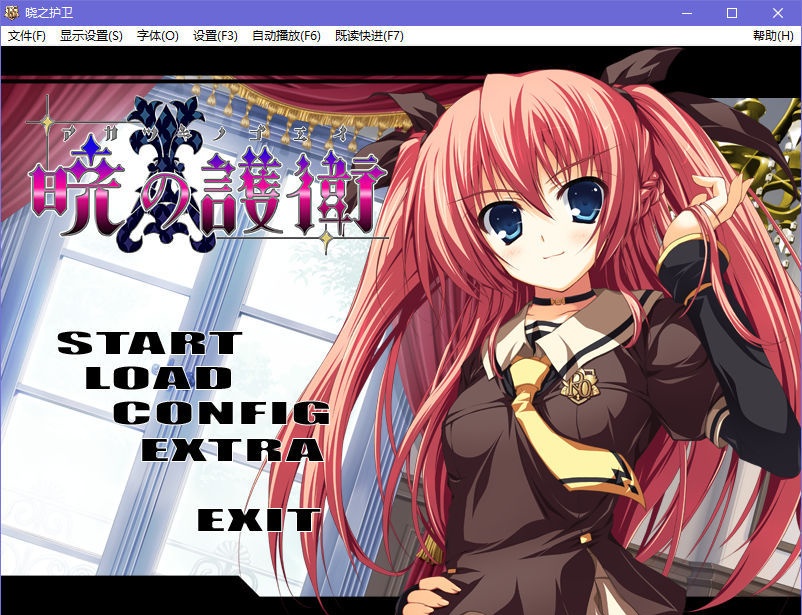 晓之护卫
文件(F) 显示设置(S) 字体(O) 设置(F3) 自动播放(F6) 既读快进(F7) 帮助(H)
アカツキノゴエイ
暁の護衛
START
LOAD
CONFIG
EXTRA
EXIT